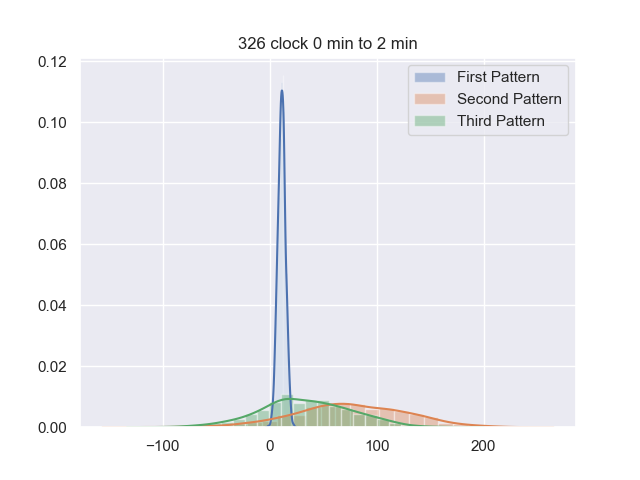 326 clock 0 min to 2 min
First Pattern
Second Pattern
Third Pattern
0.12
0.10
0.08
0.06
0.04
0.02
0.00
−100 0 100 200